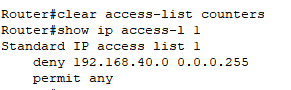 Router#clear access-list counters
Router#show ip access-l 1
Standard IP access list 1
    deny 192.168.40.0 0.0.0.255
    permit any